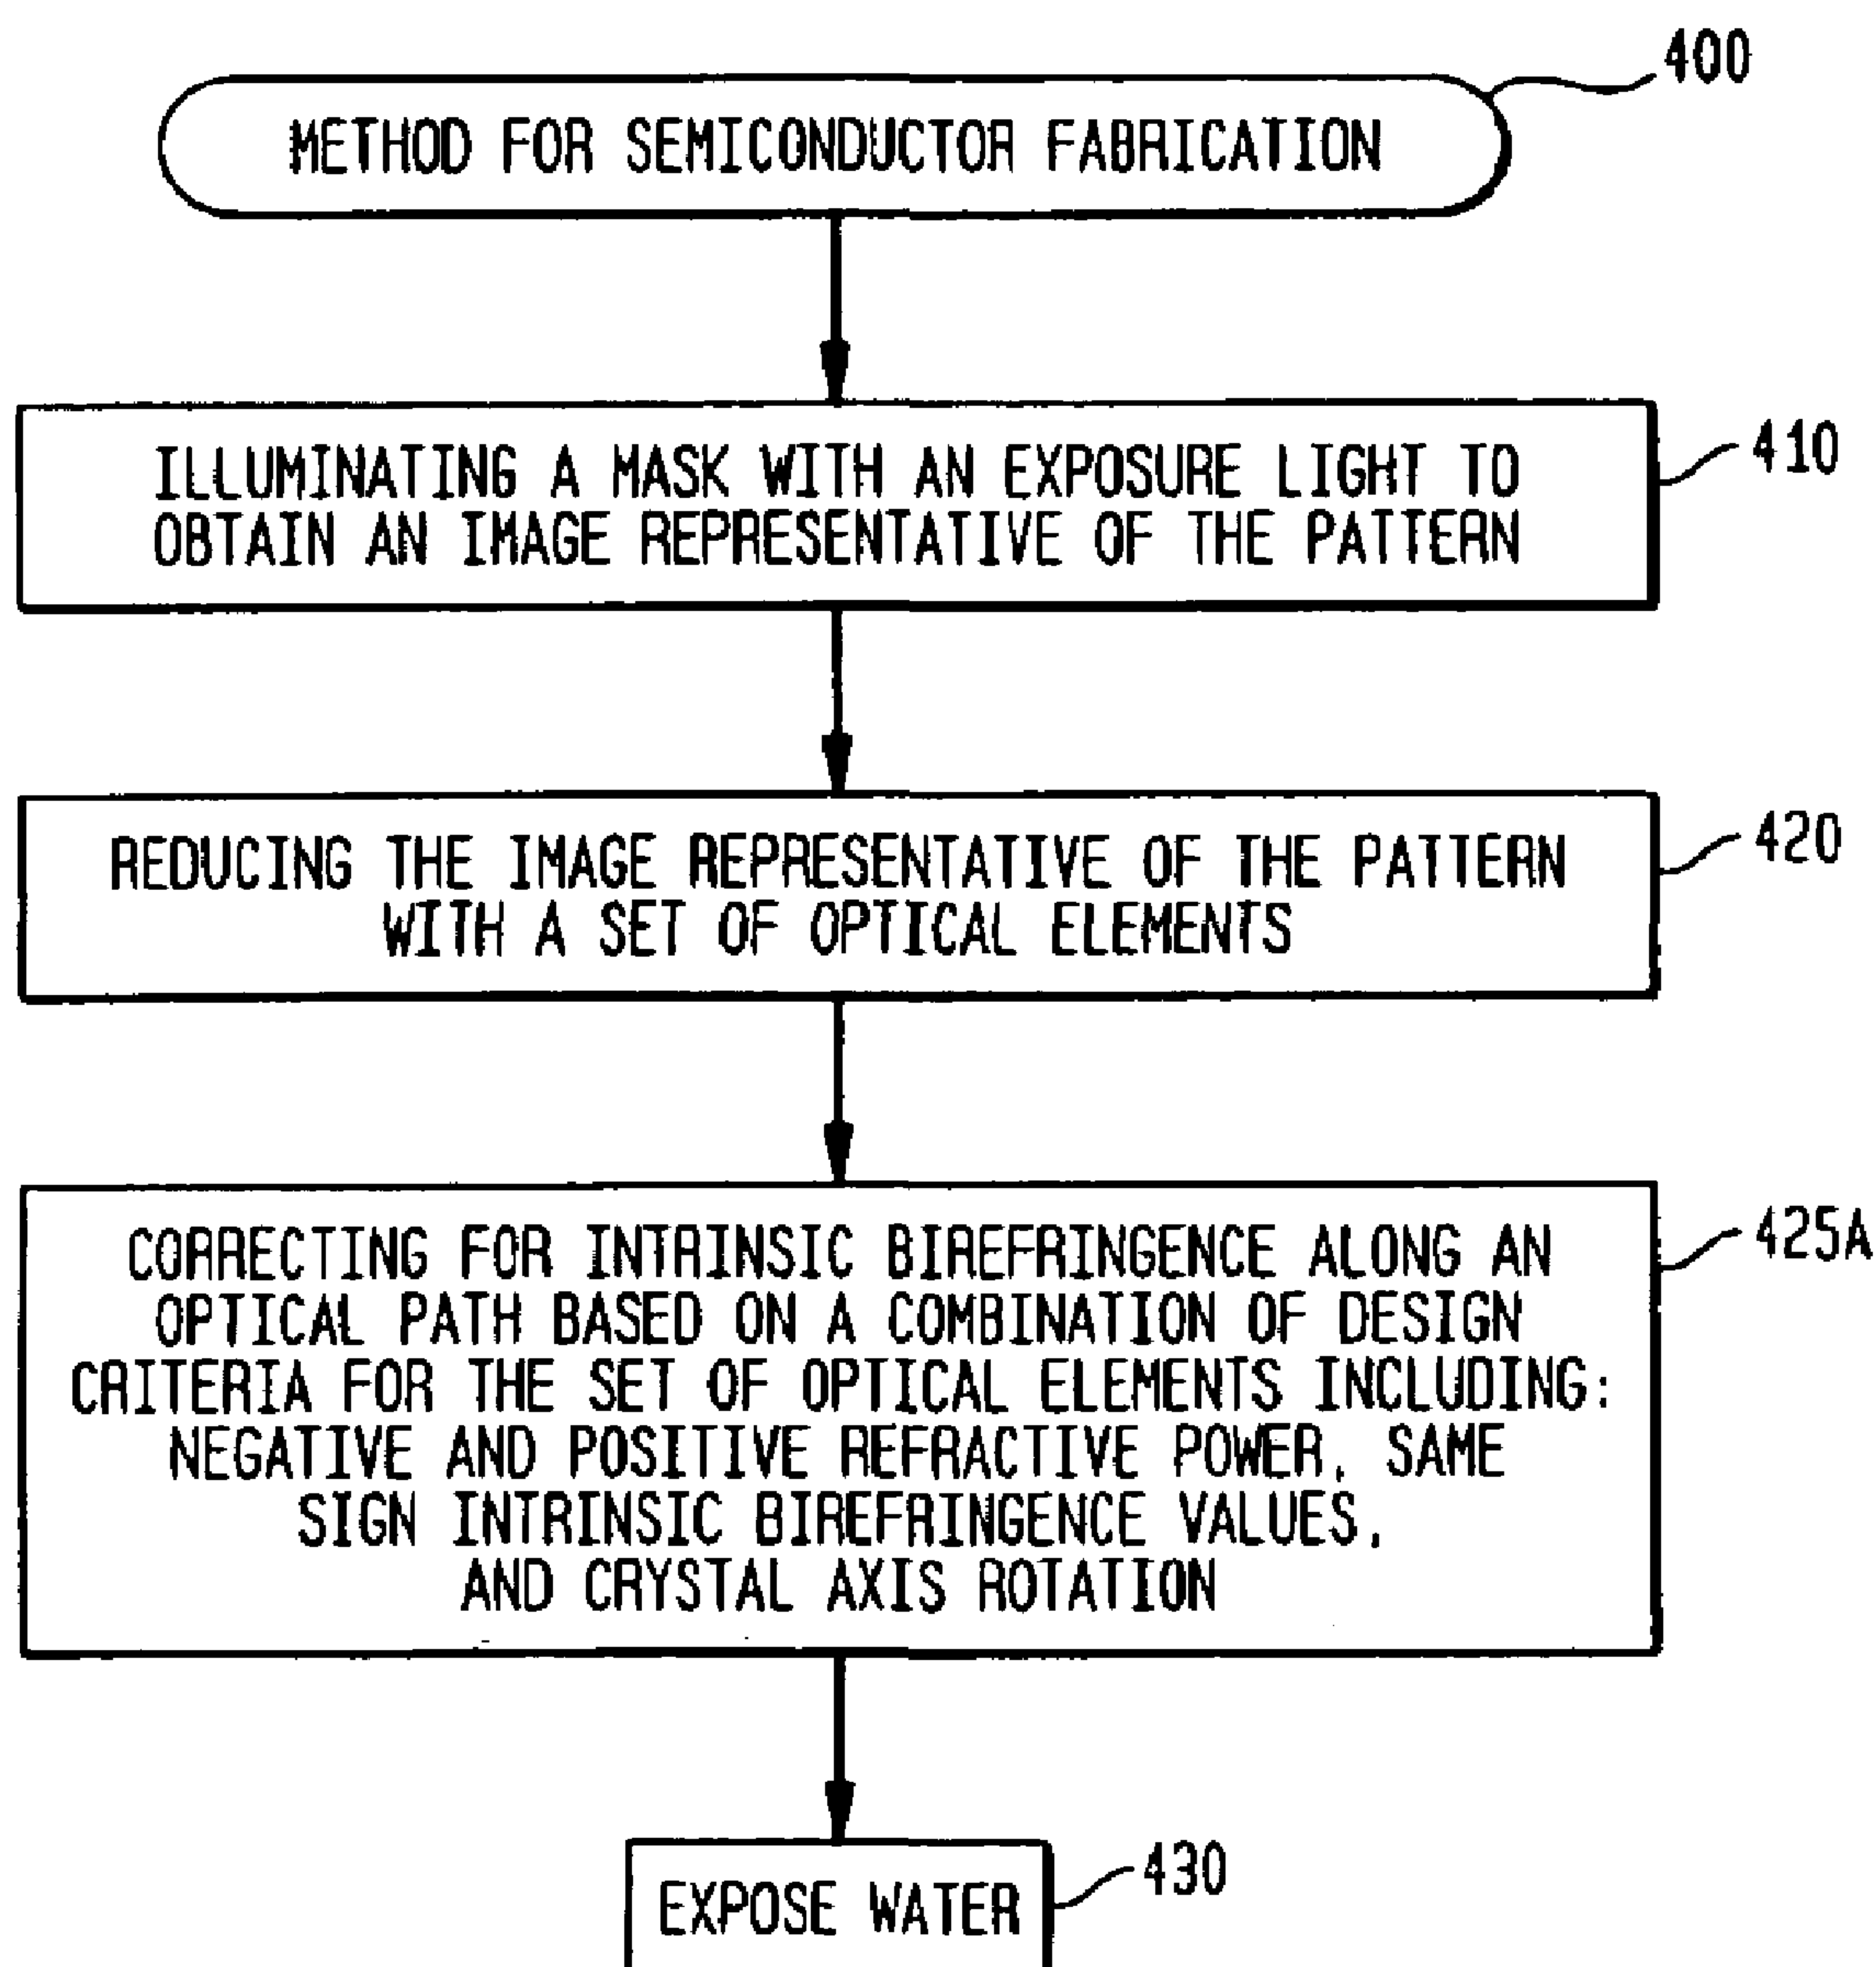 400
METHOD FOR SEMICONDUCTOR FABRICATION
410
ILLUMINATING A MASK WITH AN EXPOSURE LIGHT TO
OBTAIN AN IMAGE REPRESENTATIVE OF THE PATTERN
420
REDUCING THE IMAGE REPRESENTATIVE OF THE PATTERN
WITH A SET OF OPTICAL ELEMENTS
425A
CORRECTING FOR INTRINSIC BIREFRINGENCE ALONG AN
OPTICAL PATH BASED ON A COMBINATION OF DESIGN
CRITERIA FOR THE SET OF OPTICAL ELEMENTS INCLUDING:
NEGATIVE AND POSITIVE REFRACTIVE POWER, SAME
SIGN INTRINSIC BIREFRINGENCE VALUES,
AND CRYSTAL AXIS ROTATION
430
EXPOSE WATER